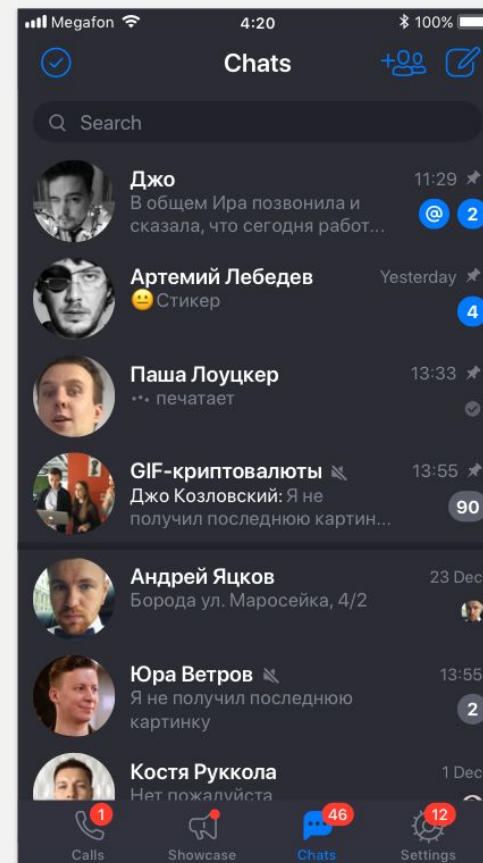 Megafon
4:20
100%
Chats
Search
Джо
11:29
В общем Ира позвонила и
сказала, что сегодня работ...
@ 2
Артемий Лебедев
Yesterday
Стикер
4
Паша Лоуцкер
13:33
••• печатает
GIF-криптовалюты
13:55
Джо Козловский: Я не
получил последнюю картин...
90
Андрей Яцков
23 Dec
Борода ул. Маросейка, 4/2
Юра Ветров
13:55
Я не получил последнюю
картинку
2
Костя Руккола
1 Dec
Нет пожалуйста
1
46
12
Calls
Showcase
Chats
Settings